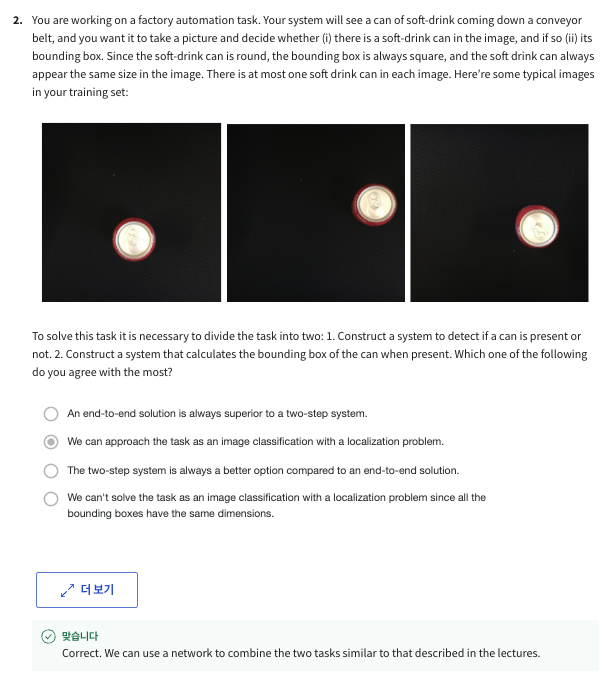 2. You are working on a factory automation task. Your system will see a can of soft-drink coming down a conveyor
belt, and you want it to take a picture and decide whether (i) there is a soft-drink can in the image, and if so (ii) its
bounding box. Since the soft-drink can is round, the bounding box is always square, and the soft drink can always
appear the same size in the image. There is at most one soft drink can in each image. Here're some typical images
in your training set:
To solve this task it is necessary to divide the task into two: 1. Construct a system to detect if a can is present or
not. 2. Construct a system that calculates the bounding box of the can when present. Which one of the following
do you agree with the most?
An end-to-end solution is always superior to a two-step system.
We can approach the task as an image classification with a localization problem.
The two-step system is always a better option compared to an end-to-end solution.
We can't solve the task as an image classification with a localization problem since all the
bounding boxes have the same dimensions.
더 보기
맞습니다
Correct. We can use a network to combine the two tasks similar to that described in the lectures.